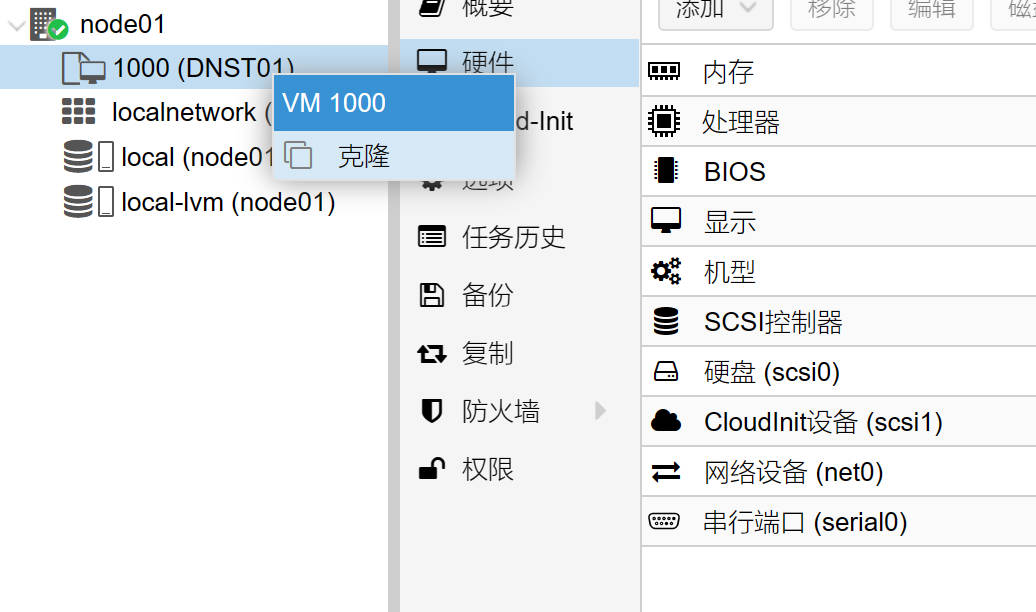 node01
1000 (DNST01)
localnetwork (
local (node01
local-lvm (node01)
VM 1000
克隆
概要
硬件
d-Init
选项
任务历史
备份
复制
防火墙
权限
添加
移除
编辑
内存
处理器
BIOS
显示
机型
SCSI控制器
硬盘 (scsi0)
CloudInit设备 (scsi1)
网络设备 (net0)
串行端口 (serial0)